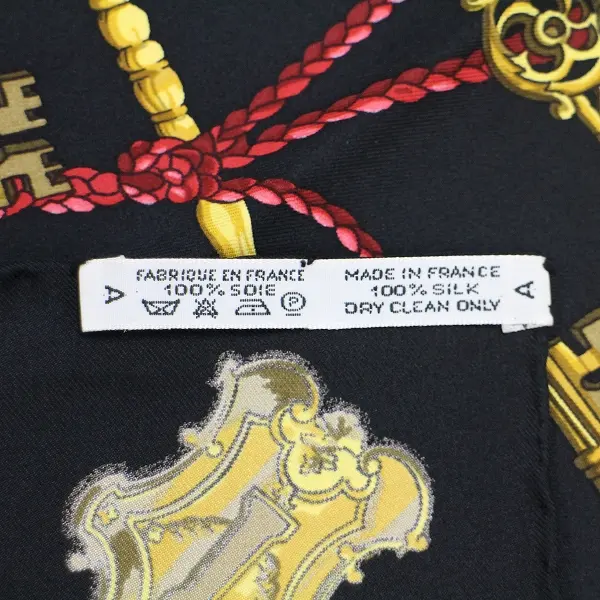 A
FABRIQUE EN FRANCE
100% SOIE
P
MADE IN FRANCE
100% SILK
DRY CLEAN ONLY
A